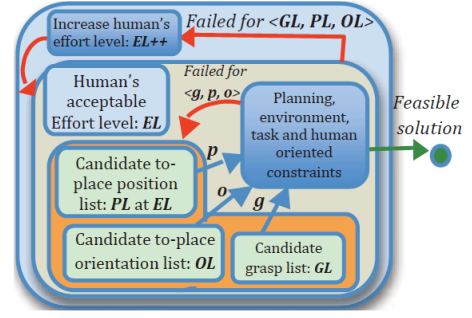 Increase human's
effort level: EL++
Failed for <GL, PL, OL>
Human's
acceptable
Effort level: EL
Failed for
<g, p, o>
Planning,
environment,
task and human
oriented
constraints
Feasible
solution
Candidate to-
place position
list: PL at EL
p
o
g
Candidate to-place
orientation list: OL
Candidate
grasp list: GL